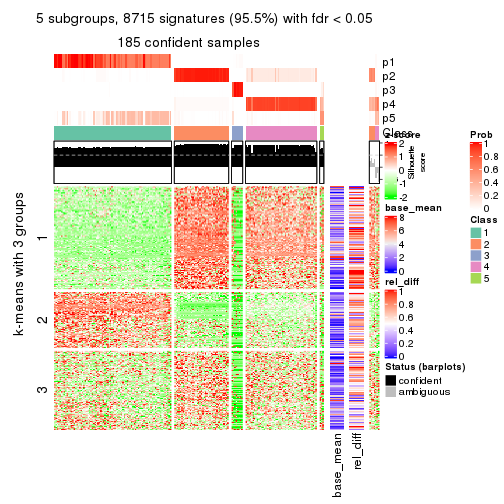 5 subgroups, 8715 signatures (95.5%) with fdr < 0.05
185 confident samples
p1
p2
p3
p4
p5
Class
Silhouette
score
k-means with 3 groups
1
2
3
base_mean
rel_diff
z-score
2
1
0
-1
-2
base_mean
8
6
4
2
0
rel_diff
1
0.8
0.6
0.4
0.2
0
Status (barplots)
confident
ambiguous
Prob
1
0.8
0.6
0.4
0.2
0
Class
1
2
3
4
5